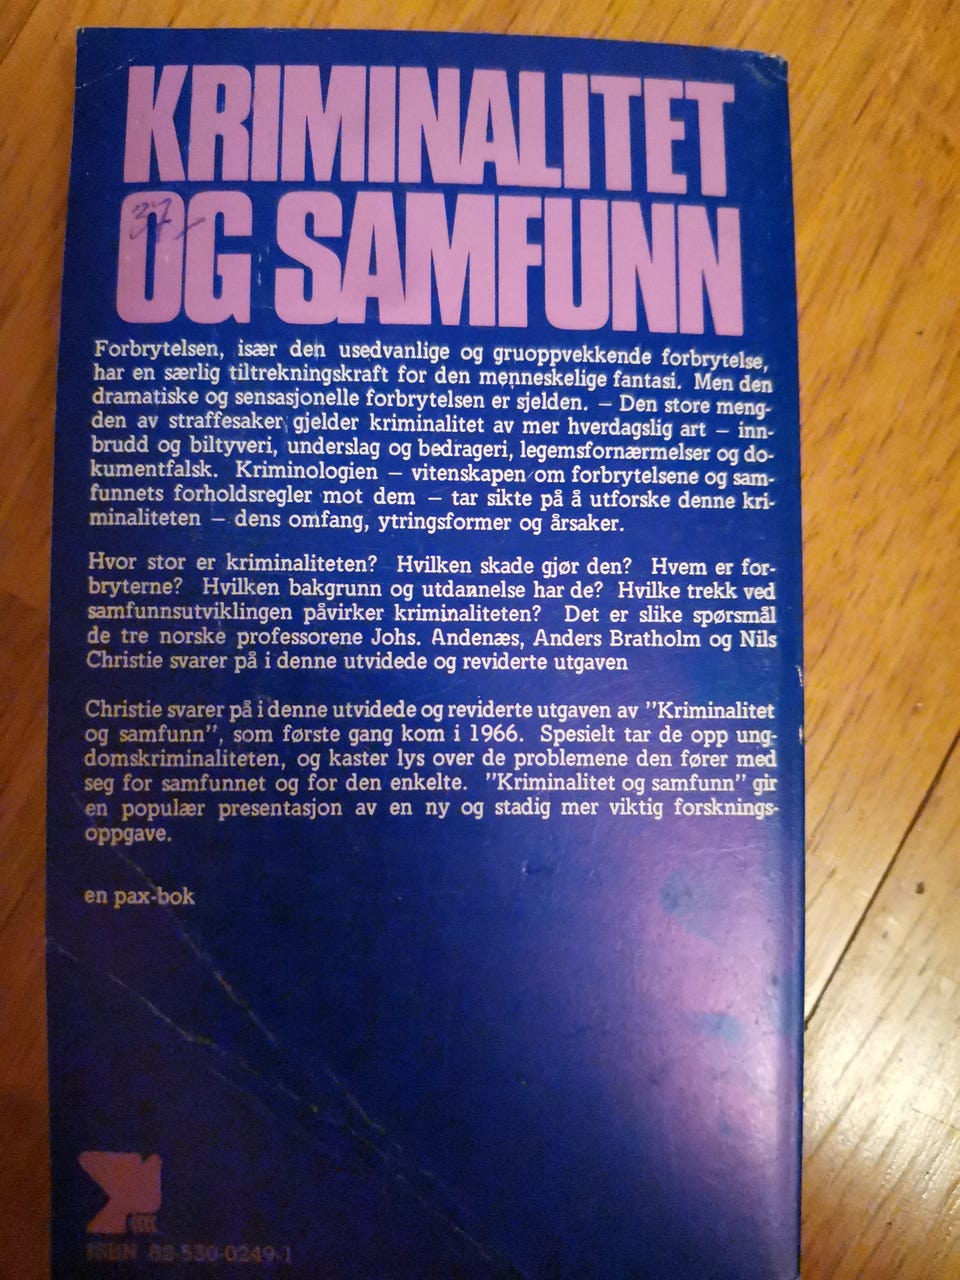 KRIMINALITET
OG SAMFUNN
37,-
Forbrytelsen, især den usedvanlige og gruoppvekkende forbrytelse,
har en særlig tiltrekningskraft for den menneskelige fantasi. Men den
dramatiske og sensasjonelle forbrytelsen er sjelden. – Den store meng-
den av straffesaker gjelder kriminalitet av mer hverdagslig art – inn-
brudd og biltyveri, underslag og bedrageri, legemsfornærmelser og do-
kumentfalsk. Kriminologien – vitenskapen om forbrytelsene og sam-
funnets forholdsregler mot dem – tar sikte på å utforske denne kri-
minaliteten – dens omfang, ytringsformer og årsaker.
Hvor stor er kriminaliteten? Hvilken skade gjør den? Hvem er for-
bryterne? Hvilken bakgrunn og utdannelse har de? Hvilke trekk ved
samfunnsutviklingen påvirker kriminaliteten? Det er slike spørsmål
de tre norske professorene Johs. Andenæs, Anders Bratholm og Nils
Christie svarer på i denne utvidede og reviderte utgaven
Christie svarer på i denne utvidede og reviderte utgaven av "Kriminalitet
og samfunn", som første gang kom i 1966. Spesielt tar de opp ung-
domskriminaliteten, og kaster lys over de problemene den fører med
seg for samfunnet og for den enkelte. "Kriminalitet og samfunn" gir
en populær presentasjon av en ny og stadig mer viktig forsknings-
oppgave.
en pax-bok
ISBN 82-530-0249-1